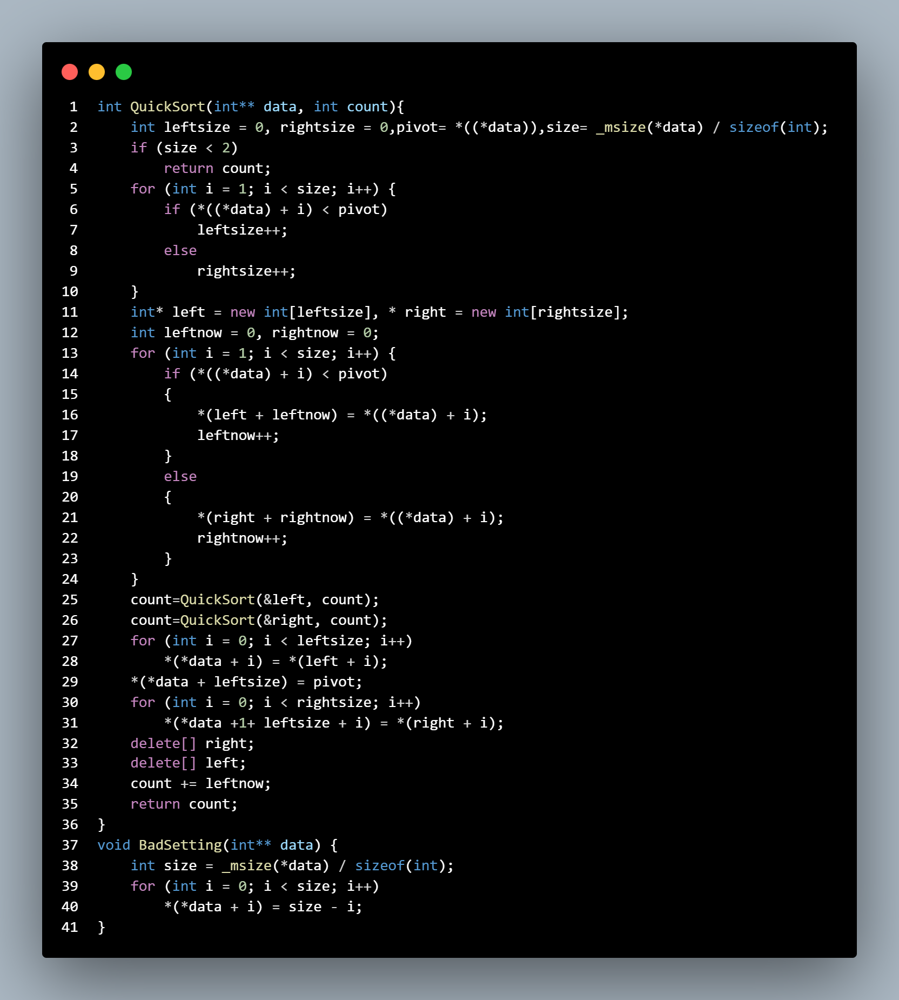 1 int QuickSort(int** data, int count){
2     int leftsize = 0, rightsize = 0,pivot= *((*data)),size= _msize(*data) / sizeof(int);
3     if (size < 2)
4         return count;
5     for (int i = 1; i < size; i++) {
6         if (*((*data) + i) < pivot)
7             leftsize++;
8         else
9             rightsize++;
10     }
11     int* left = new int[leftsize], * right = new int[rightsize];
12     int leftnow = 0, rightnow = 0;
13     for (int i = 1; i < size; i++) {
14         if (*((*data) + i) < pivot)
15         {
16             *(left + leftnow) = *((*data) + i);
17             leftnow++;
18         }
19         else
20         {
21             *(right + rightnow) = *((*data) + i);
22             rightnow++;
23         }
24     }
25     count=QuickSort(&left, count);
26     count=QuickSort(&right, count);
27     for (int i = 0; i < leftsize; i++)
28         *(*data + i) = *(left + i);
29     *(*data + leftsize) = pivot;
30     for (int i = 0; i < rightsize; i++)
31         *(*data +1+ leftsize + i) = *(right + i);
32     delete[] right;
33     delete[] left;
34     count += leftnow;
35     return count;
36 }
37 void BadSetting(int** data) {
38     int size = _msize(*data) / sizeof(int);
39     for (int i = 0; i < size; i++)
40         *(*data + i) = size - i;
41 }